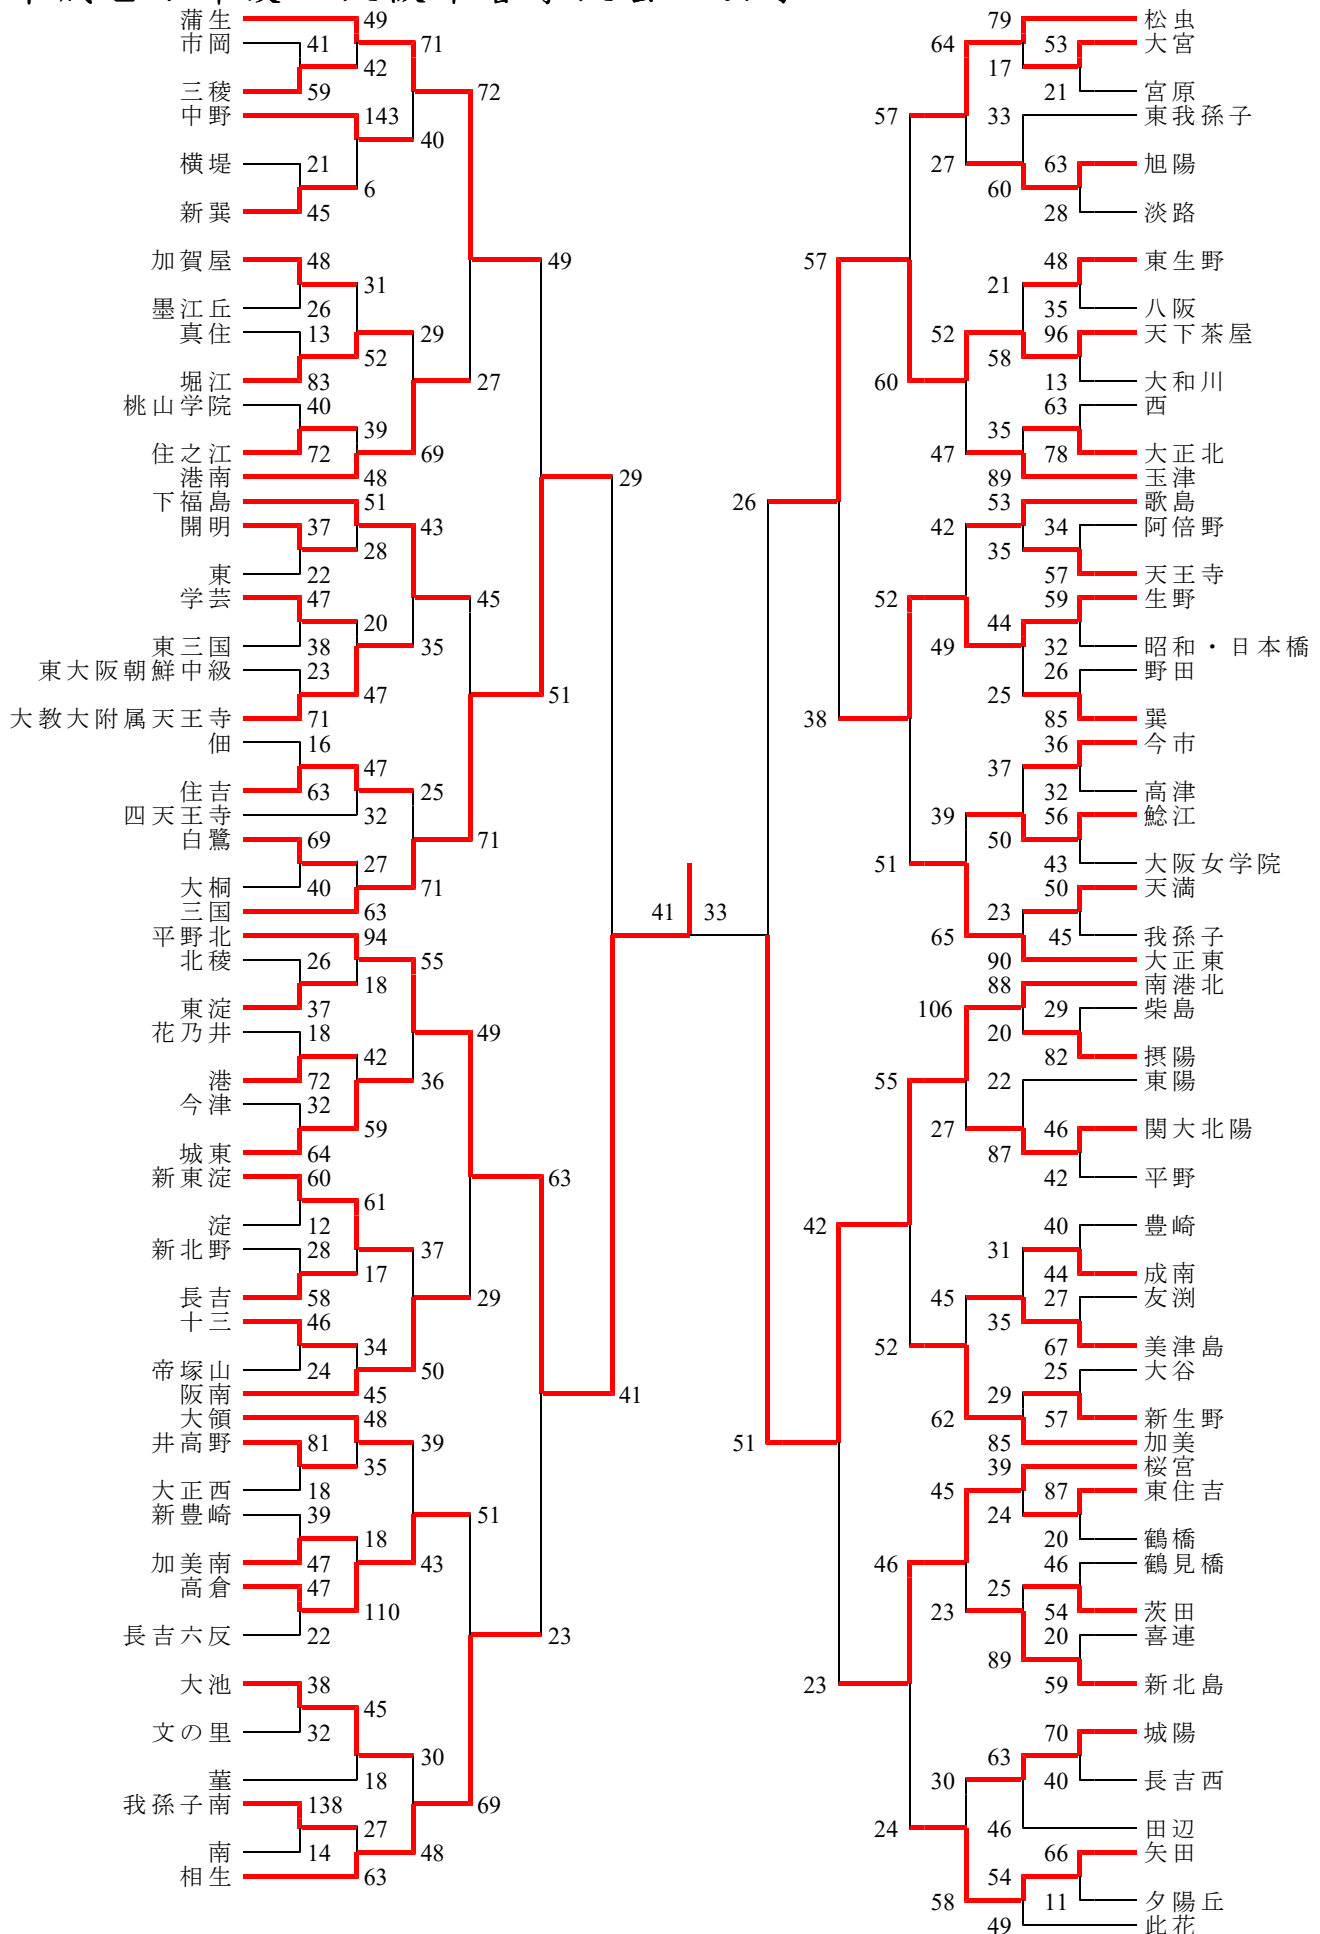 蒲生 49
市岡 41
71
42
三稜 59
72
中野 143
40
横堤 21
6
新巽 45
加賀屋 48
49
31
墨江丘 26
真住 13
29
52
堀江 83
27
桃山学院 40
39
住之江 72
69
港南 48
29
下福島 51
開明 37
43
28
東 22
学芸 47
45
20
東三国 38
35
東大阪朝鮮中級 23
47
51
大教大附属天王寺 71
佃 16
47
住吉 63
25
四天王寺 32
白鷺 69
71
27
大桐 40
71
三国 63
平野北 94
北稜 26
55
18
東淀 37
花乃井 18
49
42
港 72
36
今津 32
59
城東 64
新東淀 60
63
61
淀 12
新北野 28
37
17
長吉 58
29
十三 46
34
帝塚山 24
50
阪南 45
41
大領 48
井高野 81
39
35
大正西 18
新豊崎 39
51
18
加美南 47
43
高倉 47
110
長吉六反 22
23
大池 38
45
文の里 32
30
菫 18
我孫子南 138
69
27
南 14
48
相生 63
41 33
79 松虫
64
53 大宮
17
21 宮原
57
33 東我孫子
27
63 旭陽
60
28 淡路
57
48 東生野
21
35 八阪
52
96 天下茶屋
58
60
13 大和川
63 西
35
47
78 大正北
89 玉津
26
53 歌島
42
34 阿倍野
35
57 天王寺
52
59 生野
44
49
32 昭和・日本橋
26 野田
25
38
85 巽
36 今市
37
32 高津
39
56 鯰江
50
51
43 大阪女学院
50 天満
23
65
45 我孫子
90 大正東
88 南港北
106
29 柴島
20
82 摂陽
55
22 東陽
27
46 関大北陽
87
42 平野
42
40 豊崎
31
44 成南
45
27 友渕
35
52
67 美津島
25 大谷
29
62
57 新生野
51
85 加美
39 桜宮
45
87 東住吉
24
20 鶴橋
46
46 鶴見橋
25
23
54 茨田
20 喜連
89
23
59 新北島
70 城陽
63
30
40 長吉西
24
46 田辺
66 矢田
54
58
11 夕陽丘
49 此花